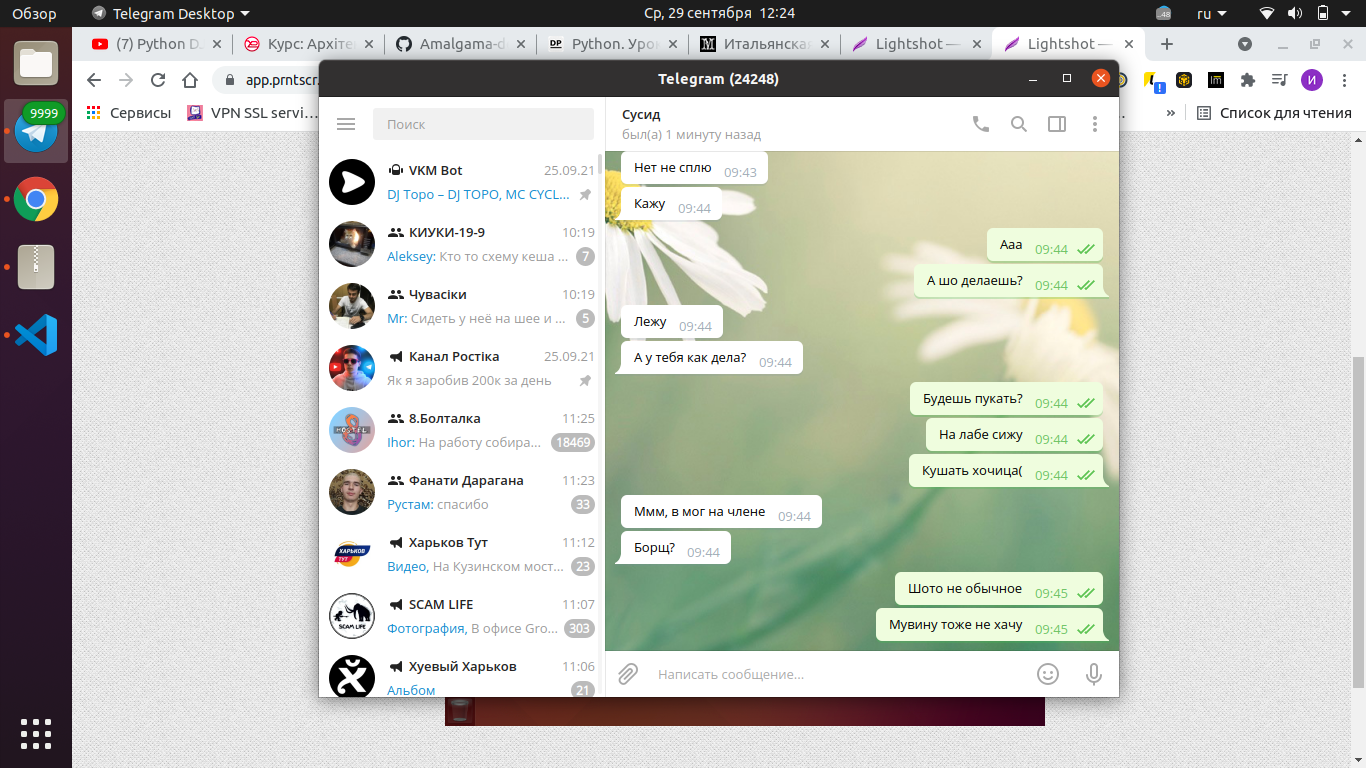 Обзор
Telegram Desktop
Ср, 29 сентября 12:24
48
ru
(7) Python D
Курс: Архіте
Amalgama-d
DP
Python. Уро
Итальянска
Lightshot —
Lightshot —
app.prntscr.
И
Сервисы
VPN SSL servi…
»
Список для чтения
9999
Telegram (24248)
Поиск
VKM Bot
25.09.21
DJ Topo – DJ TOPO, MC CYCL…
КИУКИ-19-9
10:19
Aleksey: Кто то схему кеша …
7
Чувасіки
10:19
Mr: Сидеть у неё на шее и …
5
Канал Ростіка
25.09.21
Як я заробив 200к за день
8.Болталка
11:25
Ihor: На работу собира…
18469
HOSTEL
Фанати Дарагана
11:23
Рустам: спасибо
33
Харьков Тут
11:12
Видео, На Кузинском мост…
23
ХАРЬКОВ
ТУТ
SCAM LIFE
11:07
Фотография, В офисе Gro…
303
SCAM LIFE
Хуевый Харьков
11:06
Альбом
21
Сусид
был(а) 1 минуту назад
Нет не сплю 09:43
Кажу 09:44
Ааа 09:44
А шо делаешь? 09:44
Лежу 09:44
А у тебя как дела? 09:44
Будешь пукать? 09:44
На лабе сижу 09:44
Кушать хочица( 09:44
Ммм, в мог на члене 09:44
Борщ? 09:44
Шото не обычное 09:45
Мувину тоже не хачу 09:45
Написать сообщение...